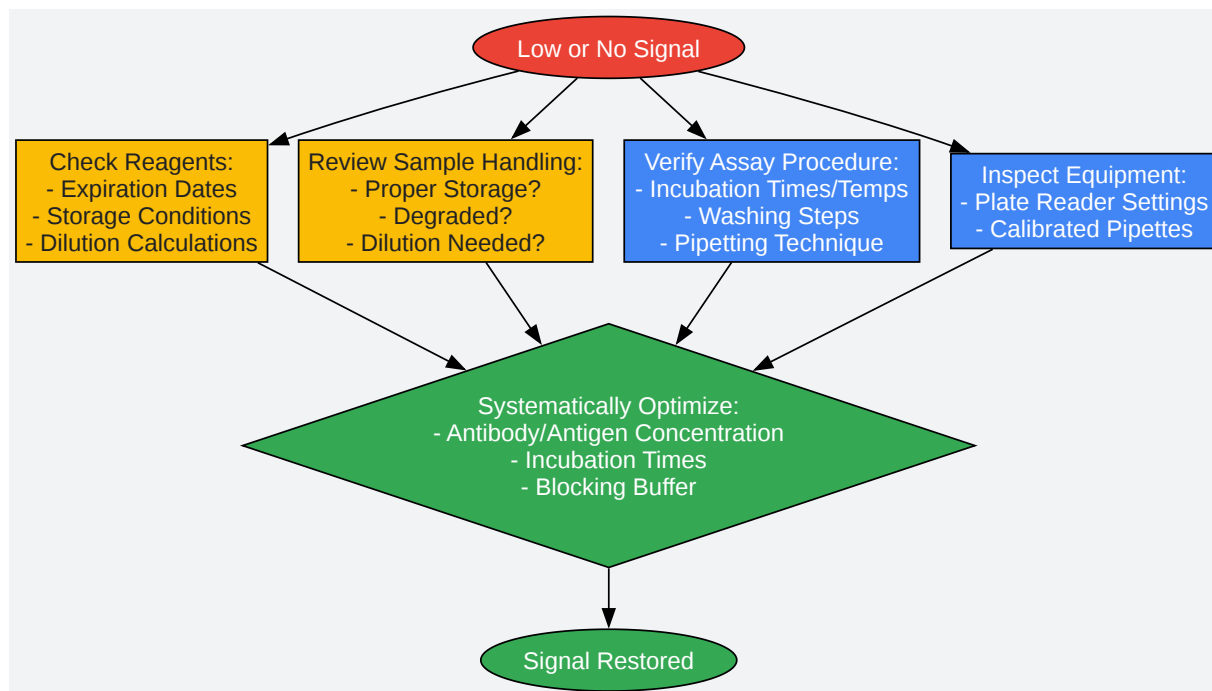 Low or No Signal
Check Reagents:
- Expiration Dates
- Storage Conditions
- Dilution Calculations
Review Sample Handling:
- Proper Storage?
- Degraded?
- Dilution Needed?
Verify Assay Procedure:
- Incubation Times/Temps
- Washing Steps
- Pipetting Technique
Inspect Equipment:
- Plate Reader Settings
- Calibrated Pipettes
Systematically Optimize:
- Antibody/Antigen Concentration
- Incubation Times
- Blocking Buffer
Signal Restored